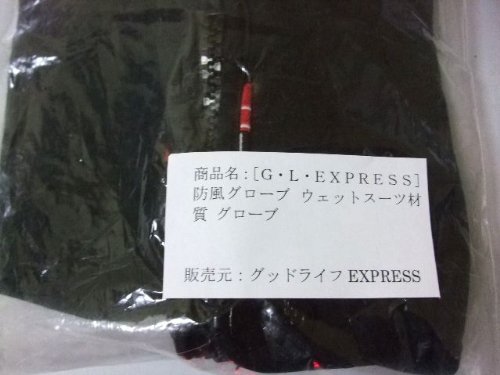 商品名：[G・L・EXPRESS]
防風グローブ ウェットスーツ材
質 グローブ
販売元：グッドライフEXPRESS